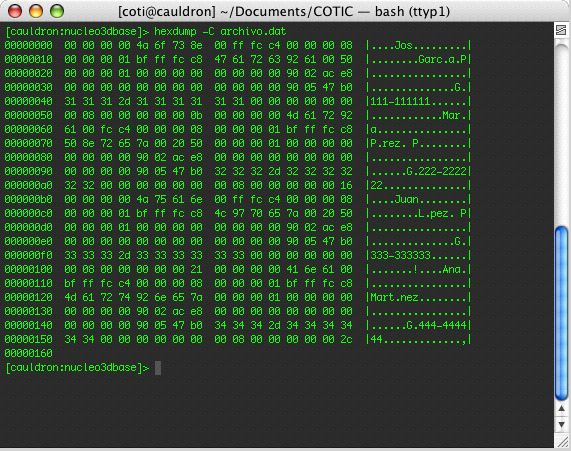 [coti@cauldron] ~/Documents/COTIC — bash (ttyp1)
[cauldron:nucleo3dbase]> hexdump -C archivo.dat
00000000  00 00 00 00 4a 6f 73 8e  00 ff fc c4 00 00 00 08  |....Jos.........|
00000010  00 00 00 01 bf ff fc c8  47 61 72 63 92 61 00 50  |........Garc.a.P|
00000020  00 00 00 01 00 00 00 00  00 00 00 00 90 02 ac e8  |................|
00000030  00 00 00 00 00 00 00 00  00 00 00 00 90 05 47 b0  |..............G.|
00000040  31 31 31 2d 31 31 31 31  31 31 00 00 00 00 00 00  |111-111111......|
00000050  00 08 00 00 00 00 00 0b  00 00 00 00 4d 61 72 92  |............Mar.|
00000060  61 00 fc c4 00 00 00 08  00 00 00 01 bf ff fc c8  |a...............|
00000070  50 8e 72 65 7a 00 20 50  00 00 00 01 00 00 00 00  |P.rez. P........|
00000080  00 00 00 00 90 02 ac e8  00 00 00 00 00 00 00 00  |................|
00000090  00 00 00 00 90 05 47 b0  32 32 32 2d 32 32 32 32  |......G.222-2222|
000000a0  32 32 00 00 00 00 00 00  00 08 00 00 00 00 00 16  |22..............|
000000b0  00 00 00 00 4a 75 61 6e  00 ff fc c4 00 00 00 08  |....Juan........|
000000c0  00 00 00 01 bf ff fc c8  4c 97 70 65 7a 00 20 50  |........L.pez. P|
000000d0  00 00 00 01 00 00 00 00  00 00 00 00 90 02 ac e8  |................|
000000e0  00 00 00 00 00 00 00 00  00 00 00 00 90 05 47 b0  |..............G.|
000000f0  33 33 33 2d 33 33 33 33  33 33 00 00 00 00 00 00  |333-333333......|
00000100  00 08 00 00 00 00 00 21  00 00 00 00 41 6e 61 00  |.......!....Ana.|
00000110  bf ff fc c4 00 00 00 08  00 00 00 01 bf ff fc c8  |................|
00000120  4d 61 72 74 92 6e 65 7a  00 00 00 01 00 00 00 00  |Mart.nez........|
00000130  00 00 00 00 90 02 ac e8  00 00 00 00 00 00 00 00  |................|
00000140  00 00 00 00 90 05 47 b0  34 34 34 2d 34 34 34 34  |......G.444-4444|
00000150  34 34 00 00 00 00 00 00  00 08 00 00 00 00 00 2c  |44.............,|
00000160
[cauldron:nucleo3dbase]>